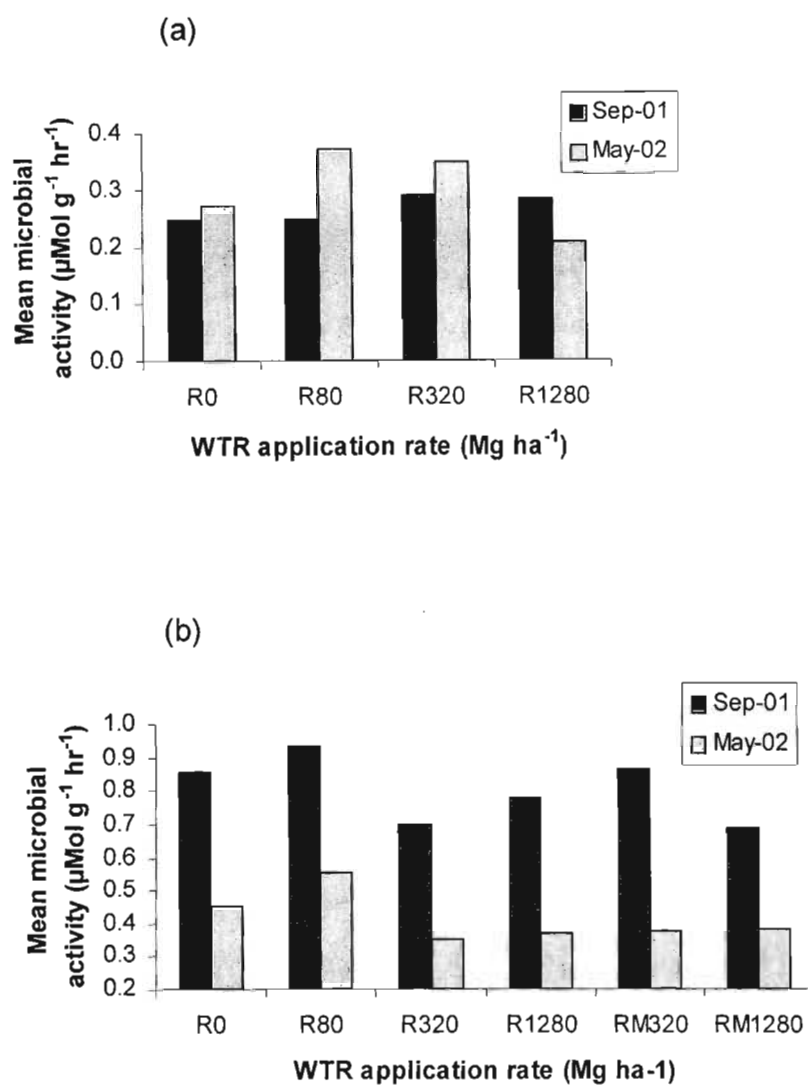 (a)
Sep-01
May-02
Mean microbial
activity (µMol g⁻¹ hr⁻¹)
0.4
0.3
0.2
0.1
0.0
R0 R80 R320 R1280
WTR application rate (Mg ha⁻¹)
(b)
Sep-01
May-02
Mean microbial
activity (µMol g⁻¹ hr⁻¹)
1.0
0.9
0.8
0.7
0.6
0.5
0.4
0.3
0.2
R0 R80 R320 R1280 RM320 RM1280
WTR application rate (Mg ha-1)